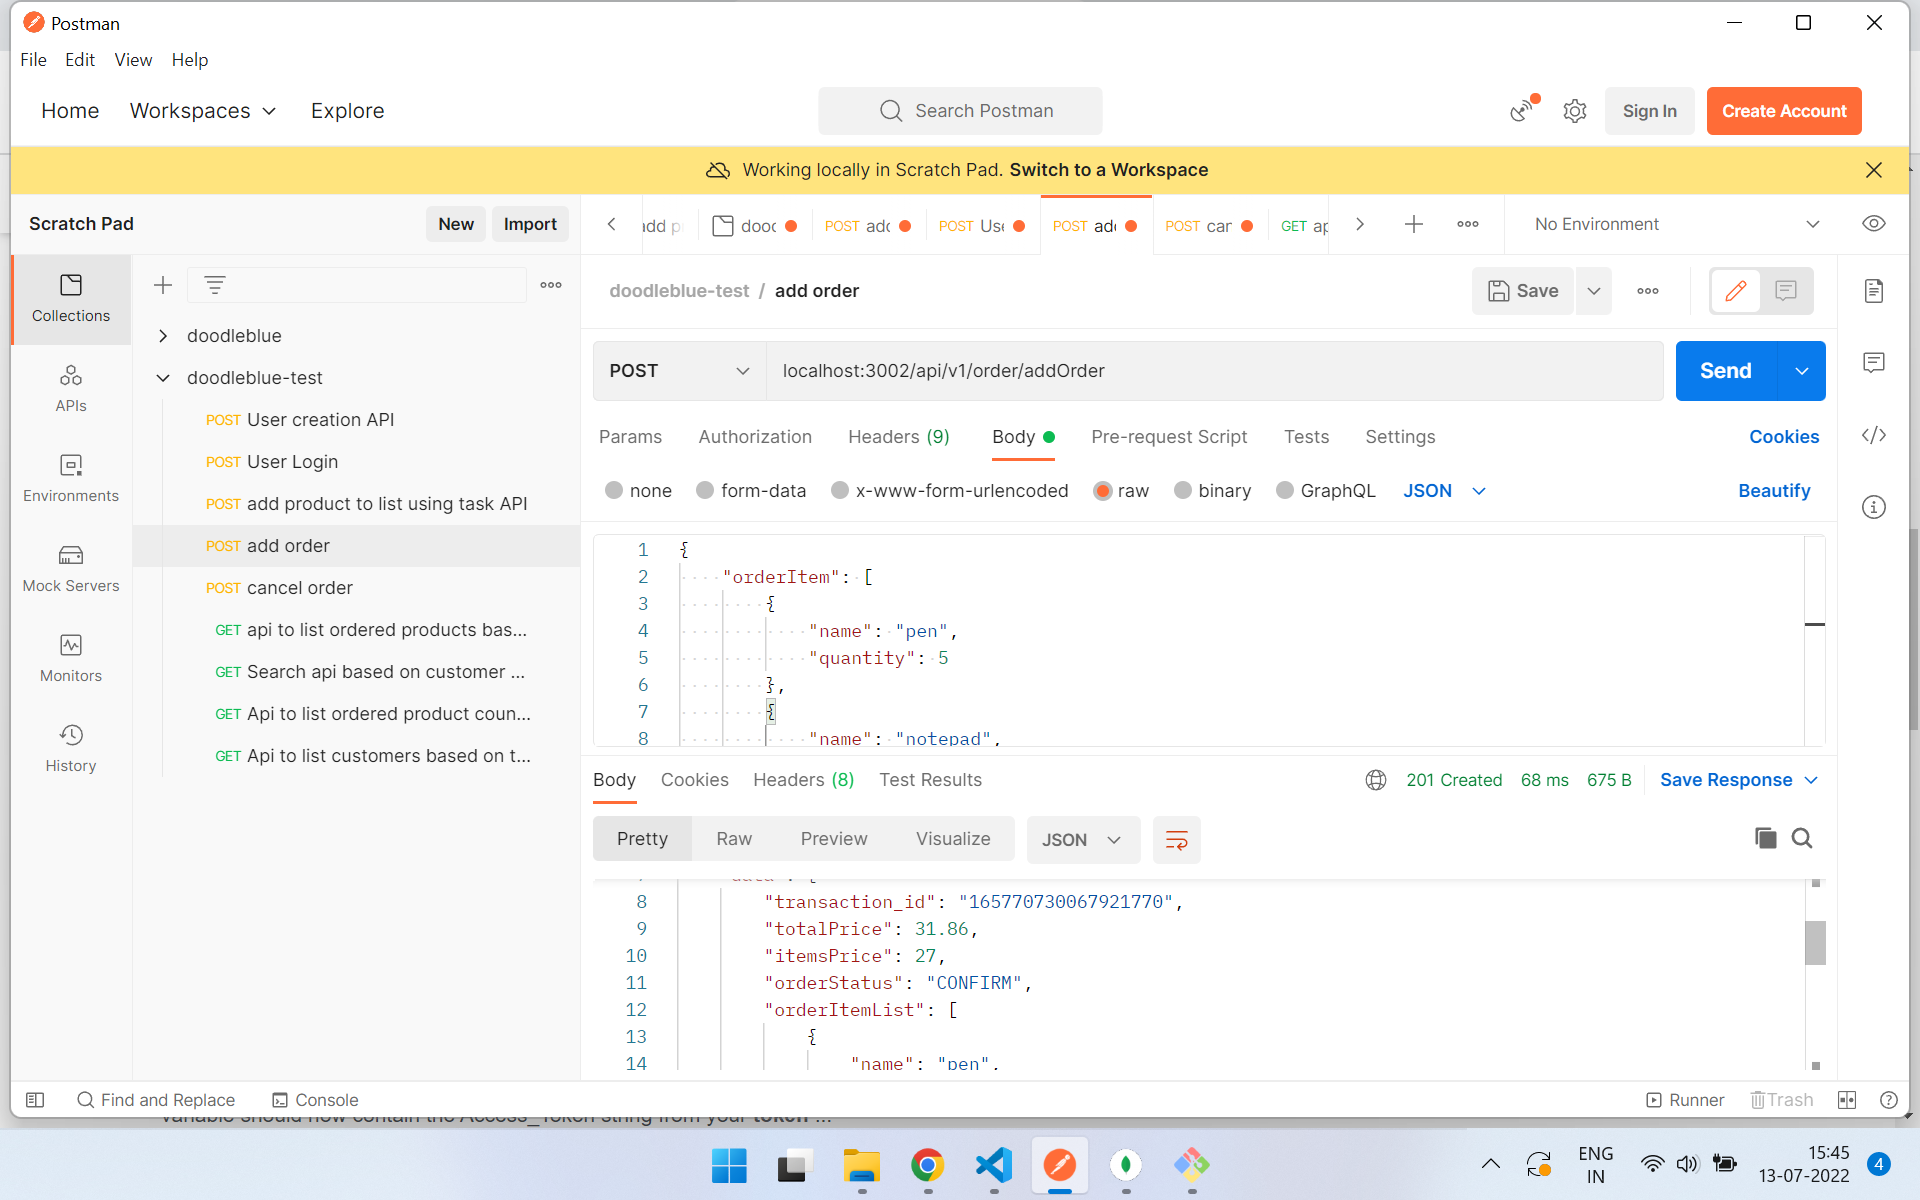 Postman
File Edit View Help
Home Workspaces Explore
Search Postman
Sign In
Create Account
Working locally in Scratch Pad. Switch to a Workspace
Scratch Pad
New
Import
add p
dooc
POST adc
POST Use
POST adc
POST car
GET ap
No Environment
Collections
APIs
Environments
Mock Servers
Monitors
History
doodleblue
doodleblue-test
POST User creation API
POST User Login
POST add product to list using task API
POST add order
POST cancel order
GET api to list ordered products bas...
GET Search api based on customer ...
GET Api to list ordered product coun...
GET Api to list customers based on t...
doodleblue-test / add order
Save
POST
localhost:3002/api/v1/order/addOrder
Send
Params Authorization Headers (9) Body Pre-request Script Tests Settings
Cookies
none form-data x-www-form-urlencoded raw binary GraphQL JSON
Beautify
1 {
2 "orderItem": [
3 {
4 "name": "pen",
5 "quantity": 5
6 },
7 {
8 "name": "notepad",
Body Cookies Headers (8) Test Results
201 Created 68 ms 675 B Save Response
Pretty Raw Preview Visualize JSON
8 "transaction_id": "165770730067921770",
9 "totalPrice": 31.86,
10 "itemsPrice": 27,
11 "orderStatus": "CONFIRM",
12 "orderItemList": [
13 {
14 "name": "pen",
Find and Replace
Console
Runner
Trash
variable should now contain the Access_Token string from your token ...
ENG
IN
15:45
13-07-2022
4